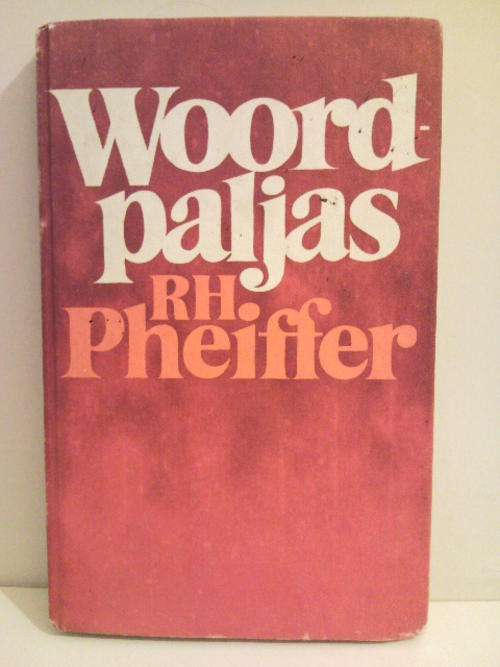 Woord-
paljas
RH
Pheiffer